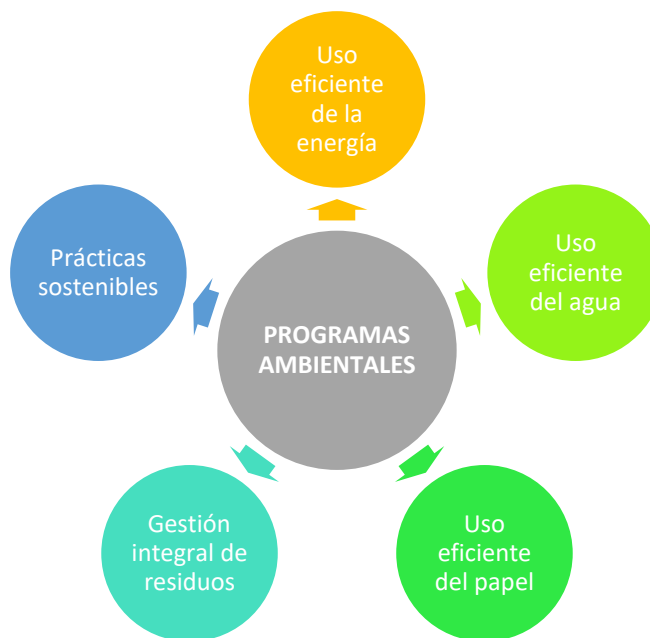 Uso
eficiente
de la
energía
Prácticas
sostenibles
Uso
eficiente
del agua
PROGRAMAS
AMBIENTALES
Gestión
integral de
residuos
Uso
eficiente
del papel